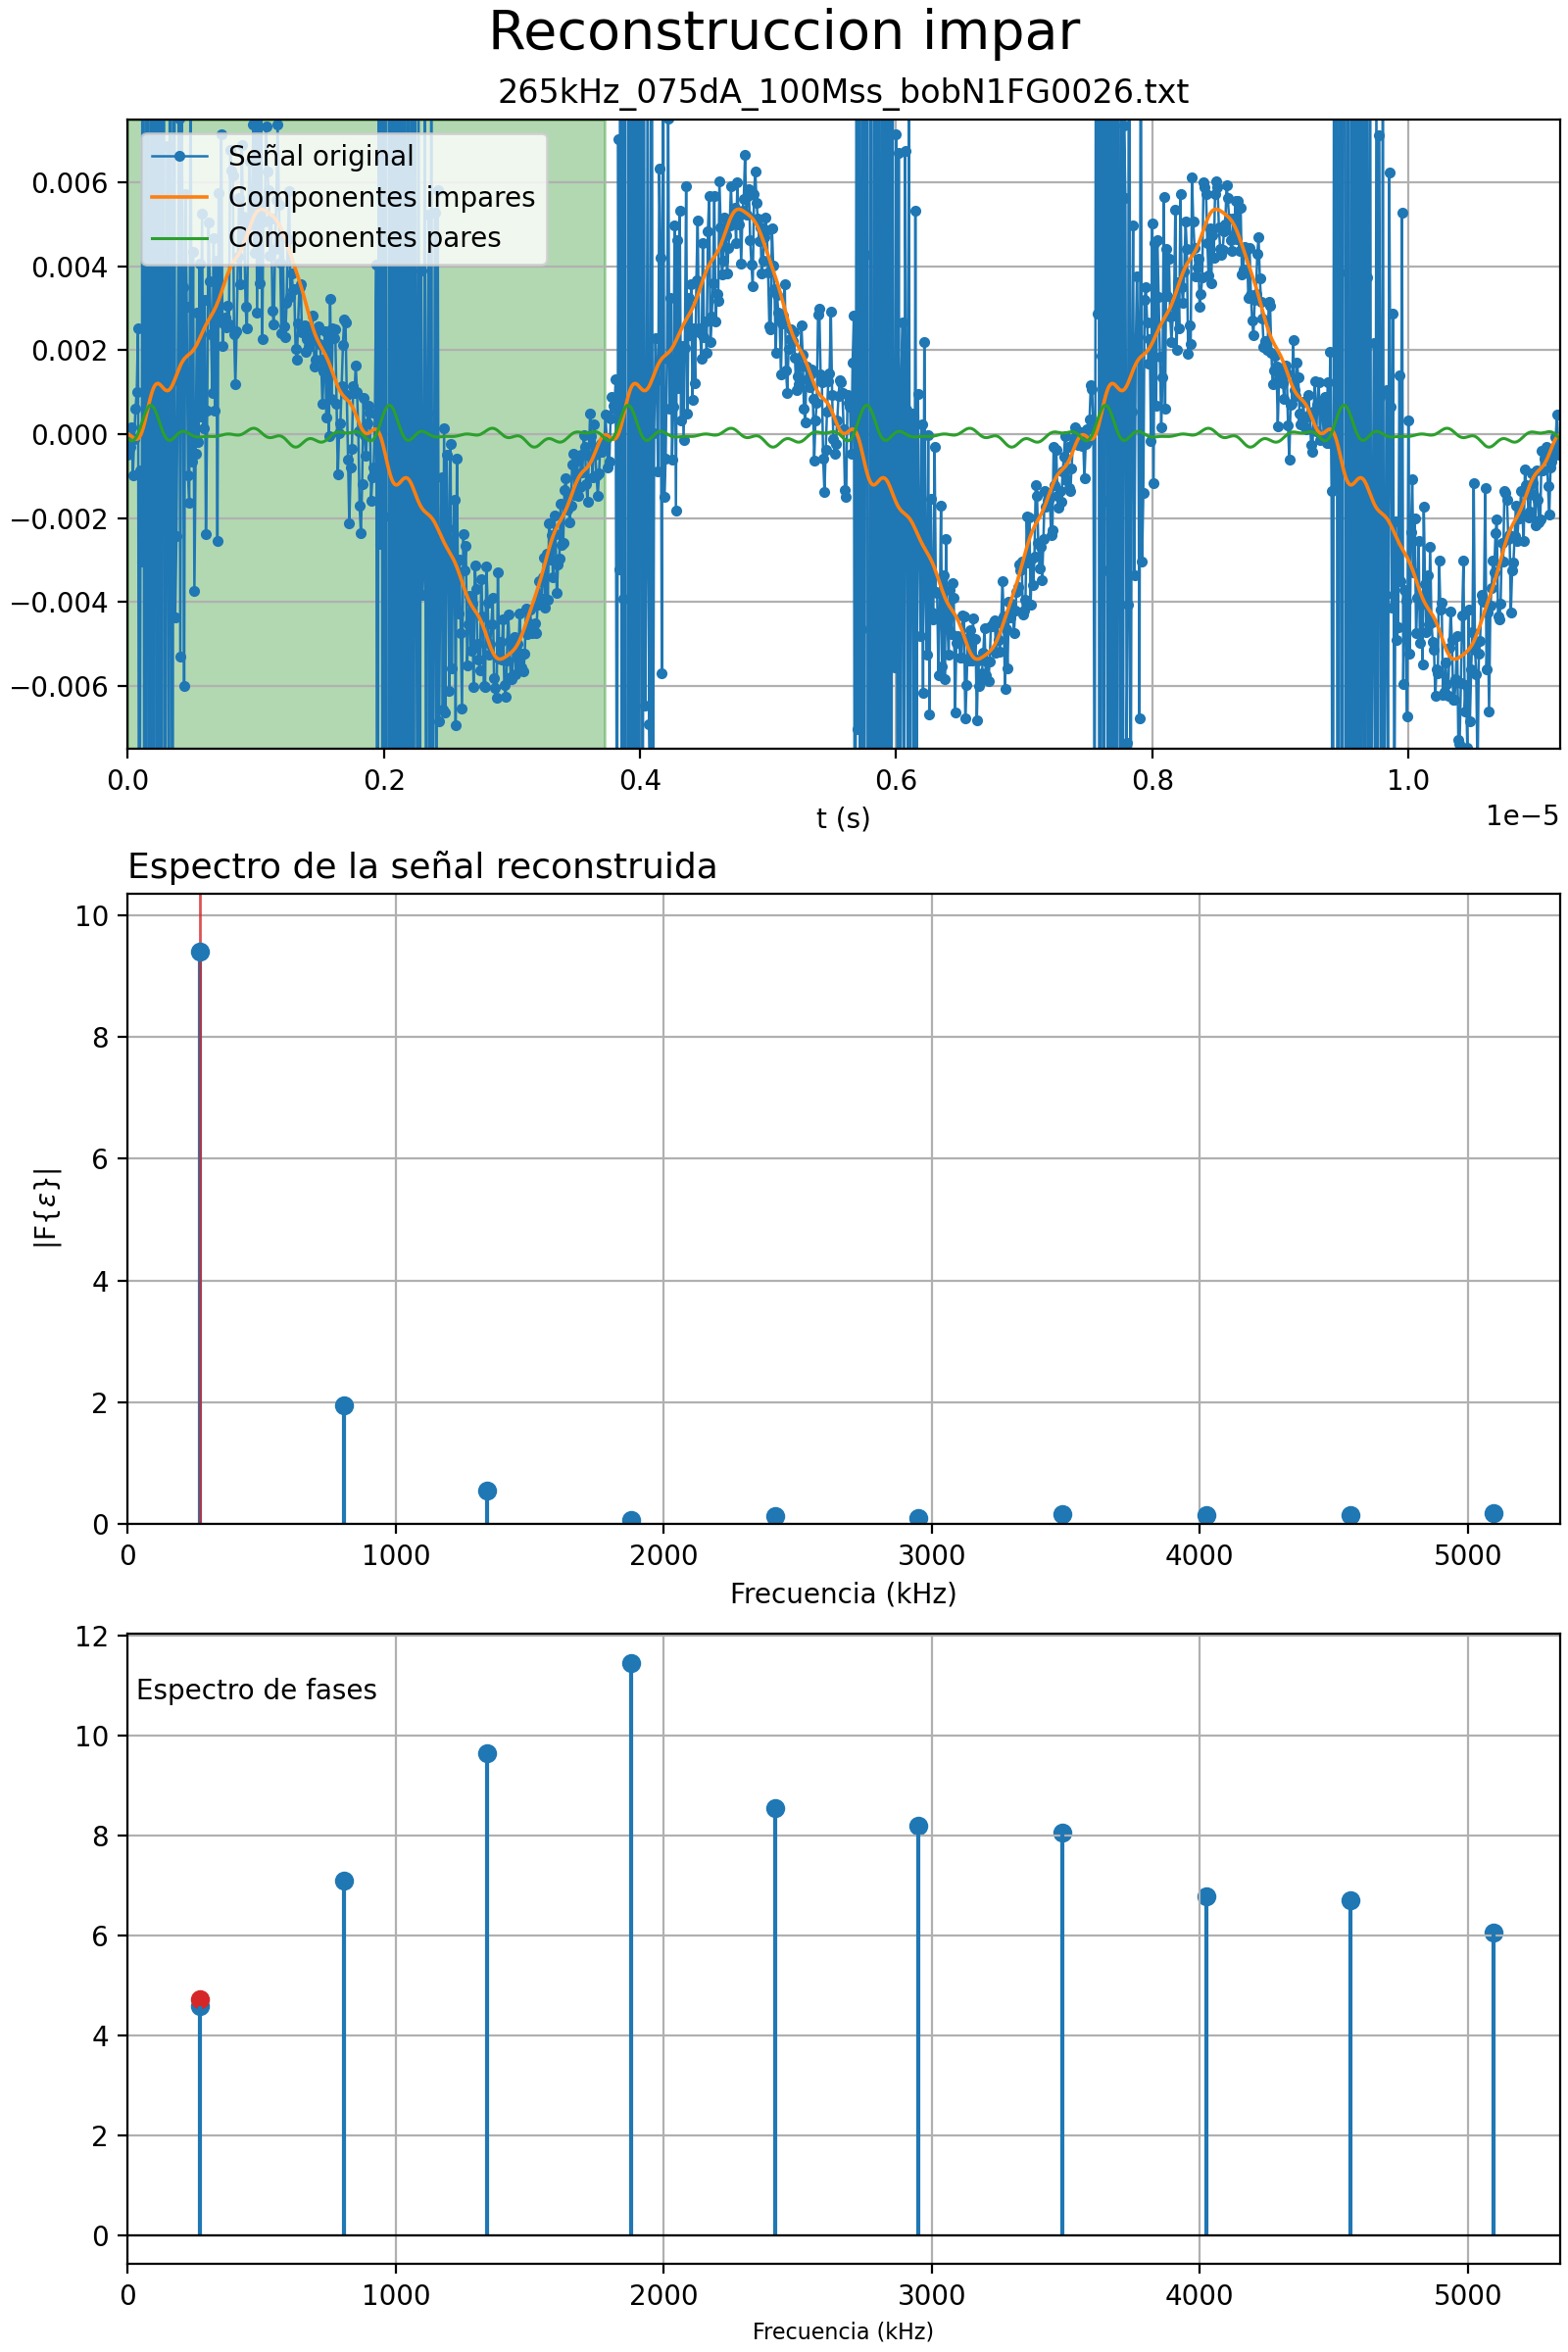 Reconstruccion impar
265kHz_075dA_100Mss_bobN1FG0026.txt
Señal original
Componentes impares
Componentes pares
0.006
0.004
0.002
0.000
−0.002
−0.004
−0.006
0.0 0.2 0.4 0.6 0.8 1.0
t (s)
1e−5
Espectro de la señal reconstruida
10
8
6
4
2
0
|F{ε}|
0 1000 2000 3000 4000 5000
Frecuencia (kHz)
12
Espectro de fases
10
8
6
4
2
0
0 1000 2000 3000 4000 5000
Frecuencia (kHz)